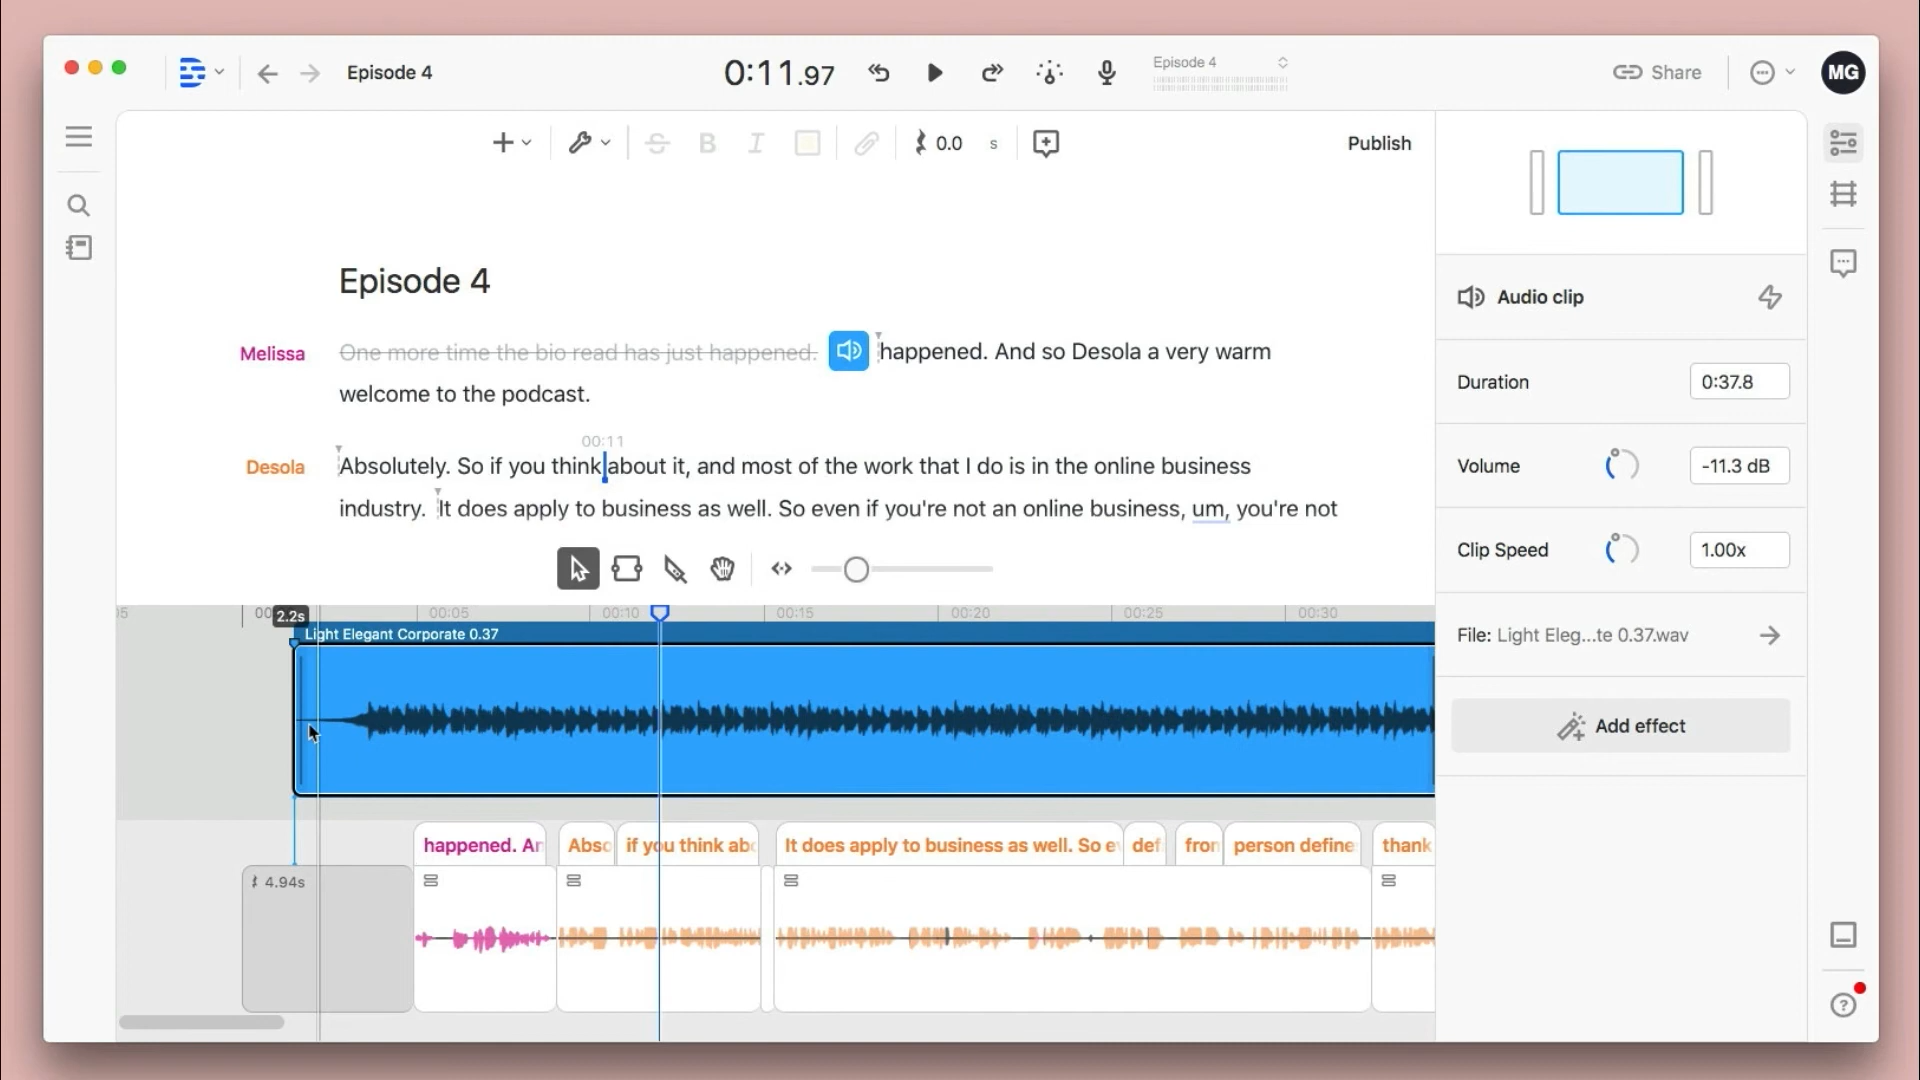 Episode 4
0:11.97
Episode 4
Share
MG
0.0 s
Publish
Episode 4
Melissa
One more time the bio read has just happened. happened. And so Desola a very warm
welcome to the podcast.
00:11
Desola
Absolutely. So if you think about it, and most of the work that I do is in the online business
industry. It does apply to business as well. So even if you're not an online business, um, you're not
Audio clip
Duration 0:37.8
Volume -11.3 dB
Clip Speed 1.00x
File: Light Eleg...te 0.37.wav
Add effect
2.2s 00:05 00:10 00:15 00:20 00:25 00:30
Light Elegant Corporate 0.37
happened. An Abso if you think abo It does apply to business as well. So ev def fron person define thank
4.94s